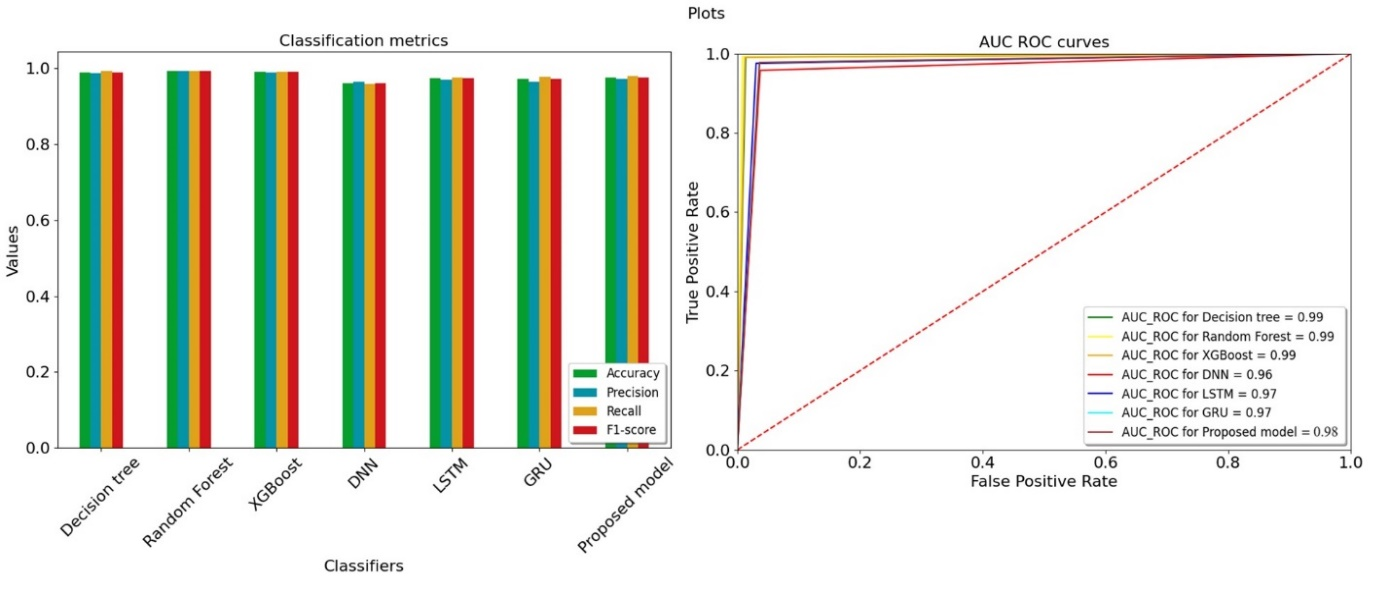 Plots
Classification metrics
1.0
0.8
0.6
0.4
0.2
0.0
Values
Accuracy
Precision
Recall
F1-score
Decision tree
Random Forest
XGBoost
DNN
LSTM
GRU
Proposed model
Classifiers
AUC ROC curves
1.0
0.8
0.6
0.4
0.2
0.0
True Positive Rate
AUC_ROC for Decision tree = 0.99
AUC_ROC for Random Forest = 0.99
AUC_ROC for XGBoost = 0.99
AUC_ROC for DNN = 0.96
AUC_ROC for LSTM = 0.97
AUC_ROC for GRU = 0.97
AUC_ROC for Proposed model = 0.98
0.0 0.2 0.4 0.6 0.8 1.0
False Positive Rate